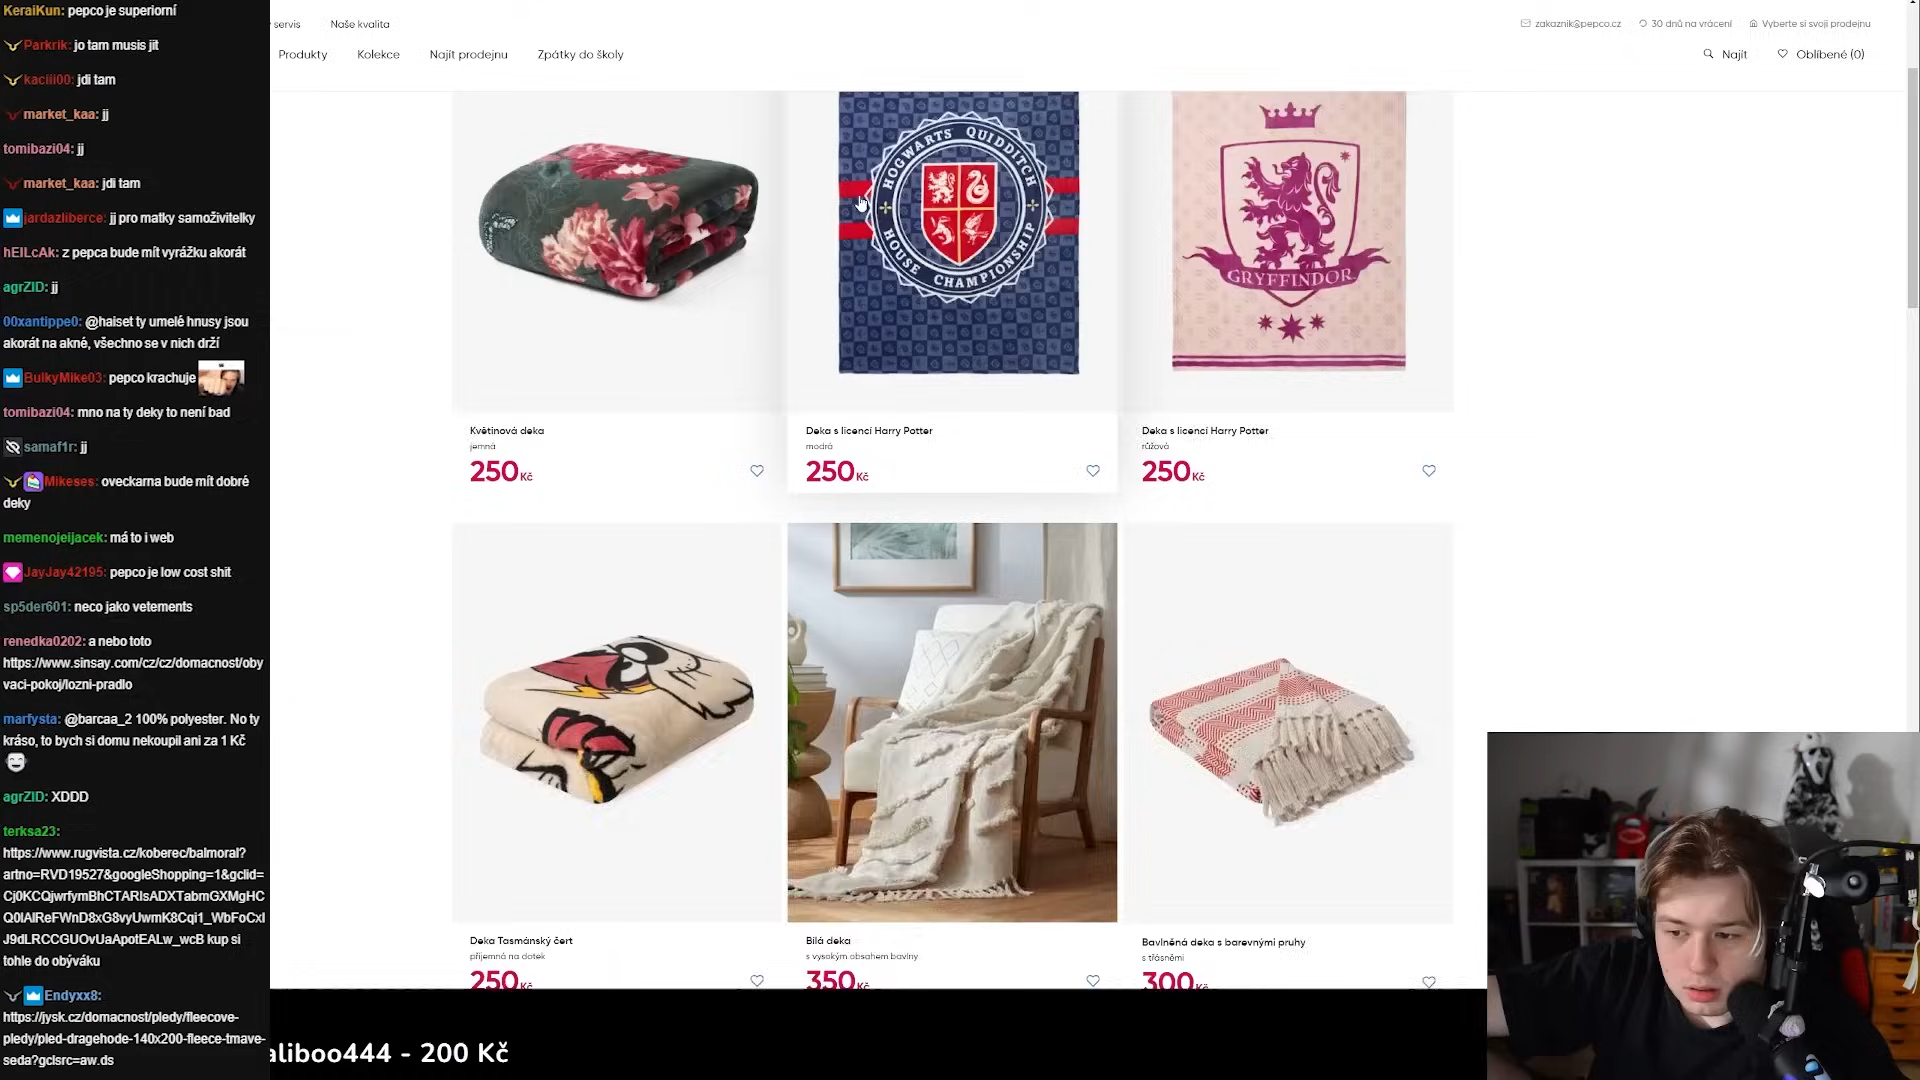 KeraiKun: pepco je superiorní
Parkrik: jo tam musis jit
kaciii00: jdi tam
market_kaa: jj
tomibazi04: jj
market_kaa: jdi tam
jardazliberce: jj pro matky samoživitelky
hEILcAk: z pepca bude mít vyrážku akorát
agrZID: jj
00xantippe0: @haiset ty umelé hnusy jsou
akorát na akné, všechno se v nich drží
BulkyMike03: pepco krachuje
tomibazi04: mno na ty deky to není bad
samaf1r: jj
Mikeses: oveckarna bude mít dobré
deky
memenojeijacek: má to i web
JayJay42195: pepco je low cost shit
sp5der601: neco jako vetements
renedka0202: a nebo toto
https://www.sinsay.com/cz/cz/domacnost/oby
vaci-pokoj/lozni-pradlo
marfysta: @barcaa_2 100% polyester. No ty
kráso, to bych si domu nekoupil ani za 1 Kč
agrZID: XDDD
terksa23:
https://www.rugvista.cz/koberec/balmoral?
artno=RVD19527&googleShopping=1&gclid=
kup si
tohle do obýváku
Endyxx8:
https://jysk.cz/domacnost/pledy/fleecove-
pledy/pled-dragehode-140x200-fleece-tmave-
seda?gclsrc=aw.ds
servis Naše kvalita
zakaznik@pepco.cz 30 dnů na vrácení Vyberte si svoji prodejnu
Produkty Kolekce Najít prodejnu Zpátky do školy
Najít Oblíbené (0)
HOGWARTS QUIDDITCH
HOUSE CHAMPIONSHIP
GRYFFINDOR
Květinová deka
jemná
250 Kč
Deka s licencí Harry Potter
modrá
250 Kč
Deka s licencí Harry Potter
růžová
250 Kč
Deka Tasmánský čert
příjemná na dotek
250 Kč
Bílá deka
s vysokým obsahem bavlny
350 Kč
Bavlněná deka s barevnými pruhy
s třásněmi
300 Kč
aliboo444 - 200 Kč